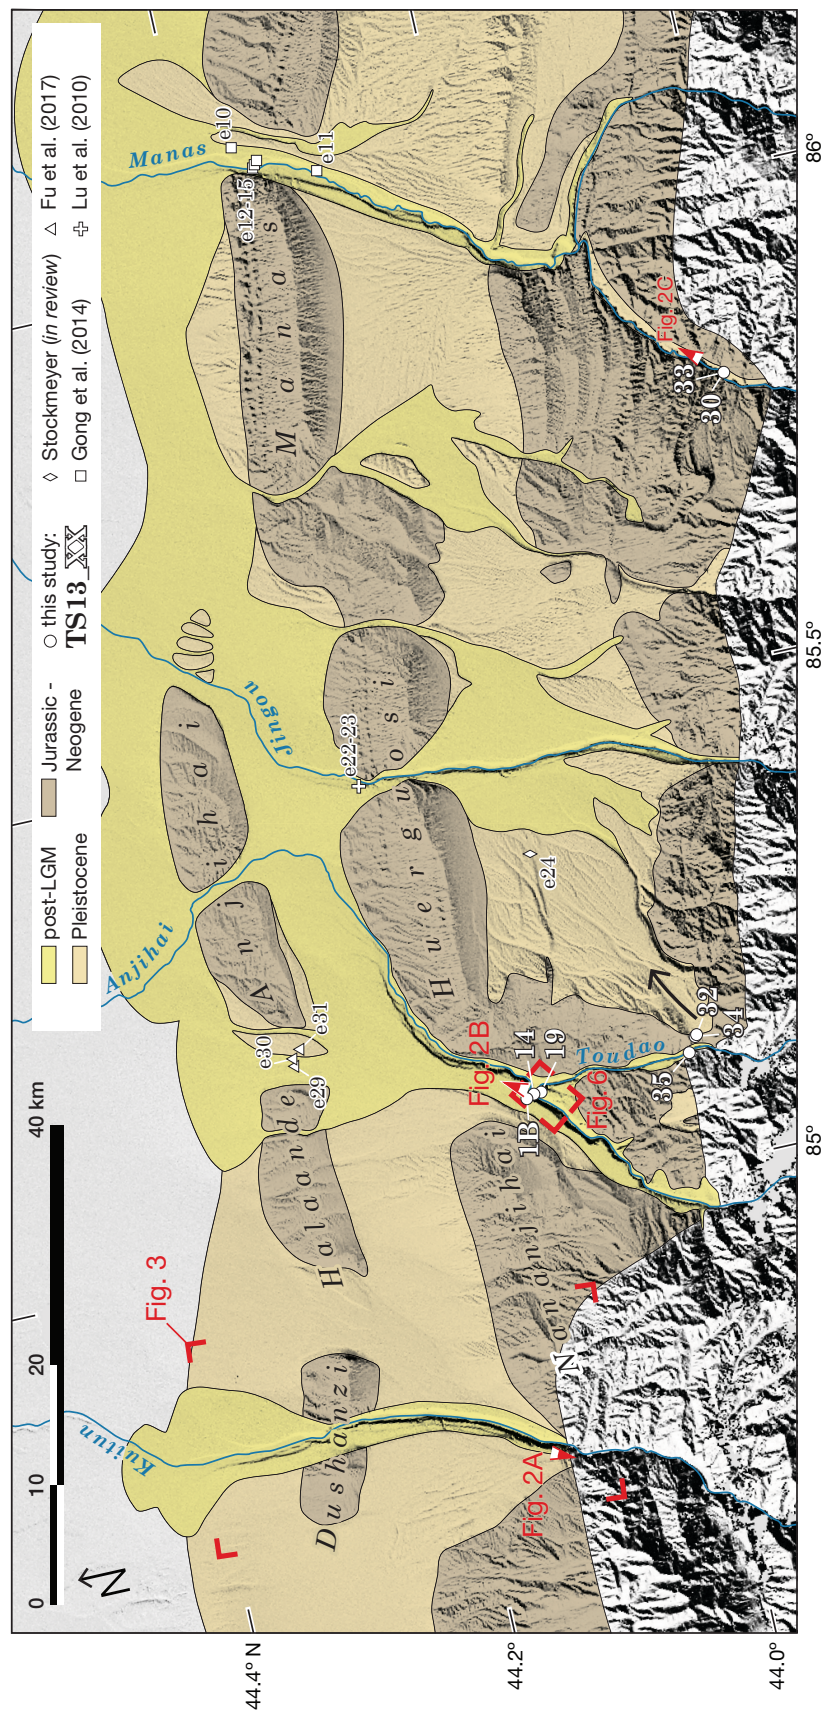 0
10
20
40 km
N
post-LGM
Pleistocene
Jurassic -
Neogene
this study:
TS13_XX
Stockmeyer (in review)
Gong et al. (2014)
Fu et al. (2017)
Lu et al. (2010)
Kuitun
Anjihai
Jingou
Manas
Toudao
Dushanzi
Halaande
Anjihai
Huerguosi
Manas
Nananjihai
Fig. 3
Fig. 2A
Fig. 2B
Fig. 6
Fig. 2C
e30
e31
e29
e22-23
e24
e12-15
e10
e11
14
19
1B
32
34
35
33
30
44.4° N
44.2°
44.0°
85°
85.5°
86°